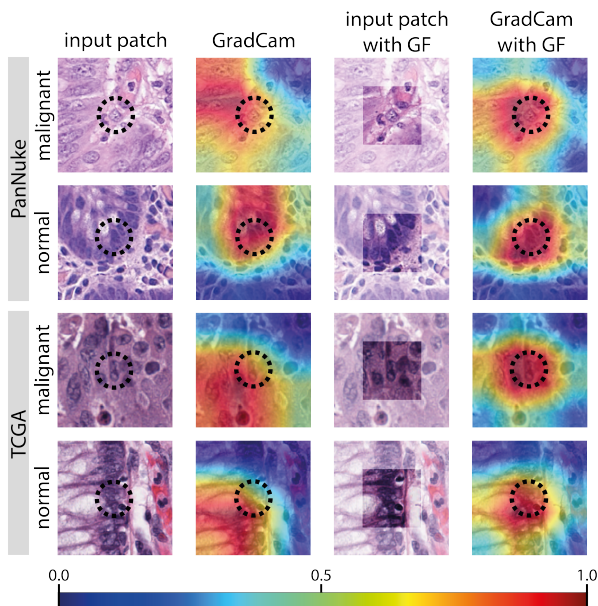 input patch
GradCam
input patch
with GF
GradCam
with GF
PanNuke
malignant
normal
TCGA
malignant
normal
0.0
0.5
1.0